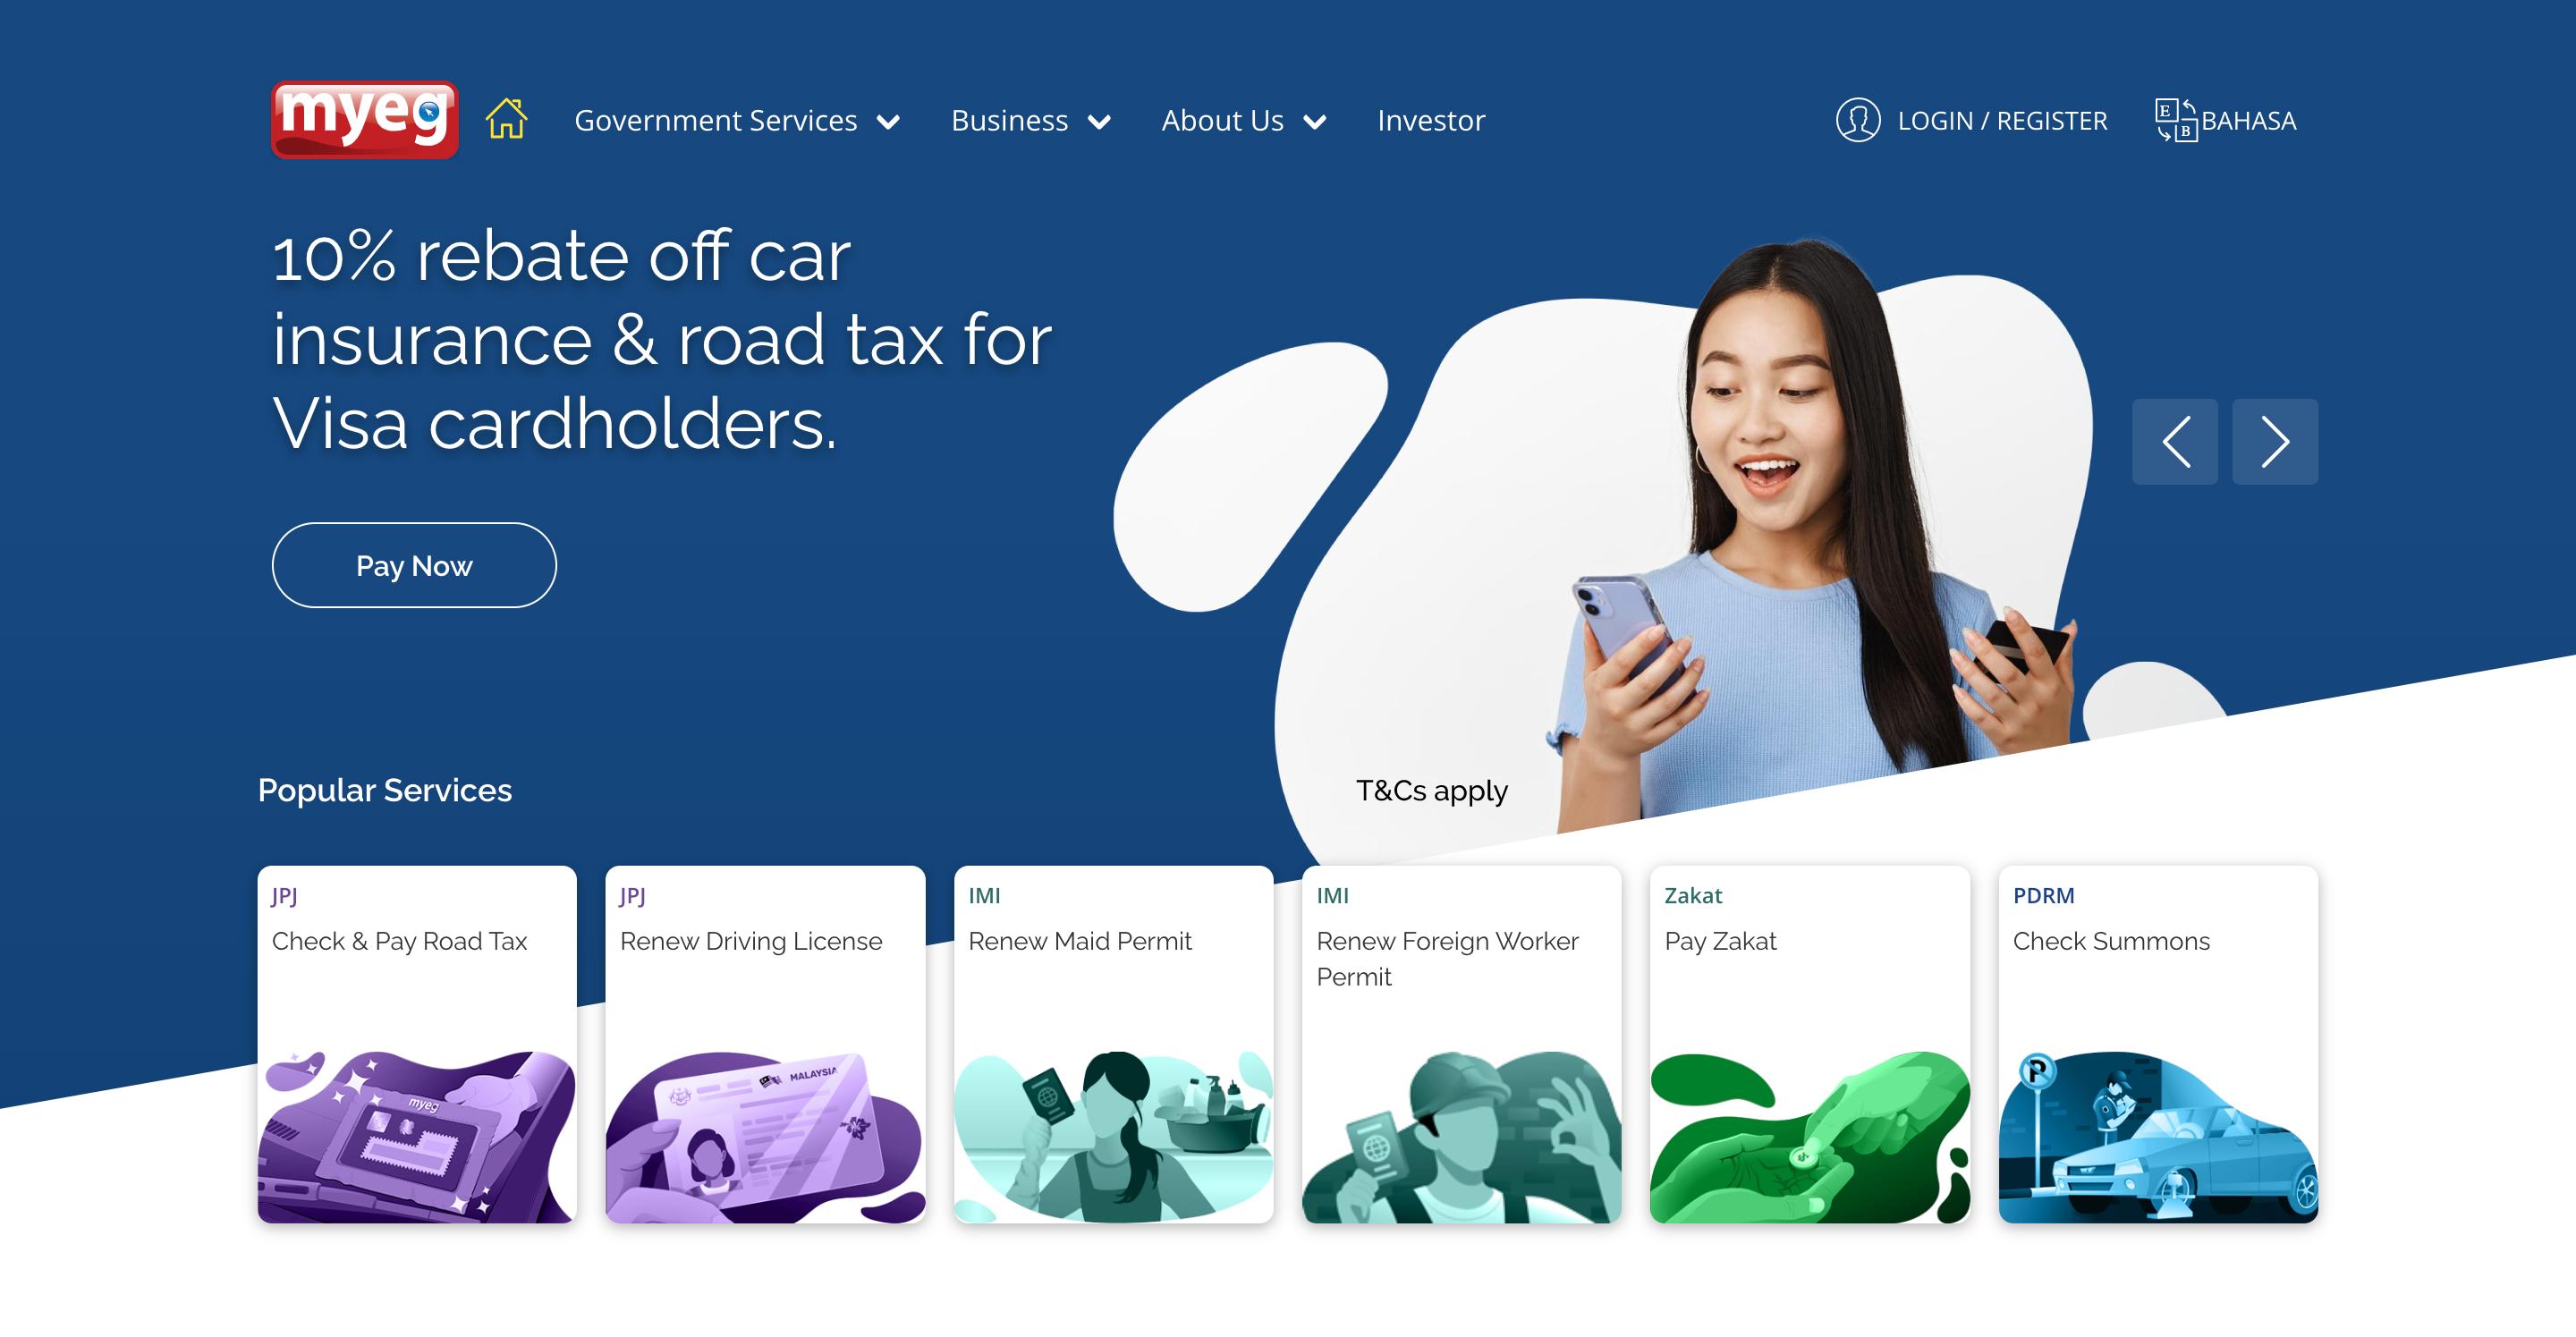 myeg
Government Services
Business
About Us
Investor
LOGIN / REGISTER
E
B
BAHASA
10% rebate off car
insurance & road tax for
Visa cardholders.
Pay Now
Popular Services
T&Cs apply
JPJ
Check & Pay Road Tax
myeg
JPJ
Renew Driving License
MALAYSIA
IMI
Renew Maid Permit
IMI
Renew Foreign Worker
Permit
Zakat
Pay Zakat
PDRM
Check Summons
P